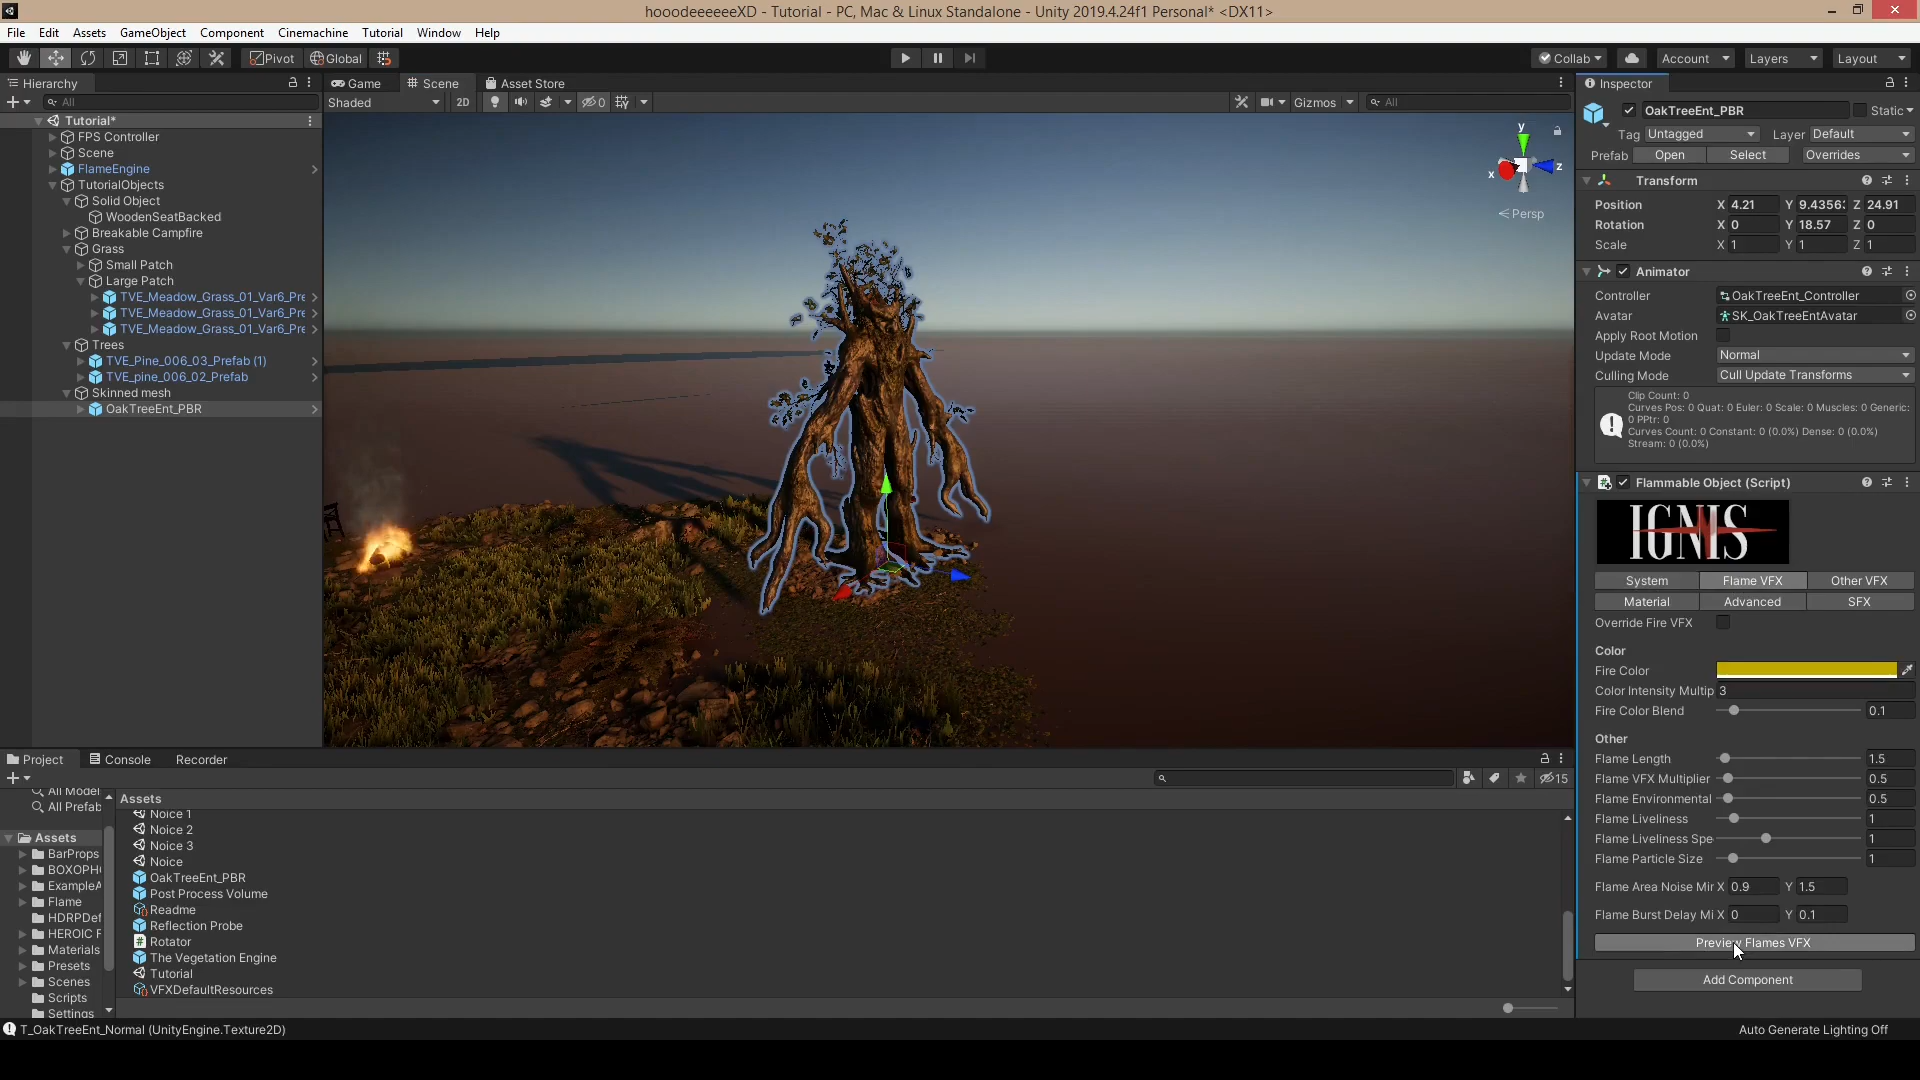 hooodeeeeeeXD - Tutorial - PC, Mac & Linux Standalone - Unity 2019.4.24f1 Personal* <DX11>
File Edit Assets GameObject Component Cinemachine Tutorial Window Help
Pivot Global Collab Account Layers Layout
Hierarchy
All
Tutorial*
FPS Controller
Scene
FlameEngine
TutorialObjects
Solid Object
WoodenSeatBacked
Breakable Campfire
Grass
Small Patch
Large Patch
TVE_Meadow_Grass_01_Var6_Pre
TVE_Meadow_Grass_01_Var6_Pre
TVE_Meadow_Grass_01_Var6_Pre
Trees
TVE_Pine_006_03_Prefab (1)
TVE_pine_006_02_Prefab
Skinned mesh
OakTreeEnt_PBR
Game Scene Asset Store
Shaded 2D 0 Gizmos All
y
x z
Persp
Inspector
OakTreeEnt_PBR Static
Tag Untagged Layer Default
Prefab Open Select Overrides
Transform
Position X 4.21 Y 9.4356 Z 24.91
Rotation X 0 Y 18.57 Z 0
Scale X 1 Y 1 Z 1
Animator
Controller OakTreeEnt_Controller
Avatar SK_OakTreeEntAvatar
Apply Root Motion
Update Mode Normal
Culling Mode Cull Update Transforms
Clip Count: 0
Curves Pos: 0 Quat: 0 Euler: 0 Scale: 0 Muscles: 0 Generic:
0 PPtr: 0
Curves Count: 0 Constant: 0 (0.0%) Dense: 0 (0.0%)
Stream: 0 (0.0%)
Flammable Object (Script)
IGNIS
System Flame VFX Other VFX
Material Advanced SFX
Override Fire VFX
Color
Fire Color
Color Intensity Multip 3
Fire Color Blend 0.1
Other
Flame Length 1.5
Flame VFX Multiplier 0.5
Flame Environmental 0.5
Flame Liveliness 1
Flame Liveliness Spe 1
Flame Particle Size 1
Flame Area Noise Mir X 0.9 Y 1.5
Flame Burst Delay Mi X 0 Y 0.1
Preview Flames VFX
Add Component
Project Console Recorder
15
All Model
All Prefab
Assets
BarProps
BOXOPH
ExampleA
Flame
HDRPDef
HEROIC F
Materials
Presets
Scenes
Scripts
Settings
Assets
Noice 1
Noice 2
Noice 3
Noice
OakTreeEnt_PBR
Post Process Volume
Readme
Reflection Probe
Rotator
The Vegetation Engine
Tutorial
VFXDefaultResources
T_OakTreeEnt_Normal (UnityEngine.Texture2D)
Auto Generate Lighting Off